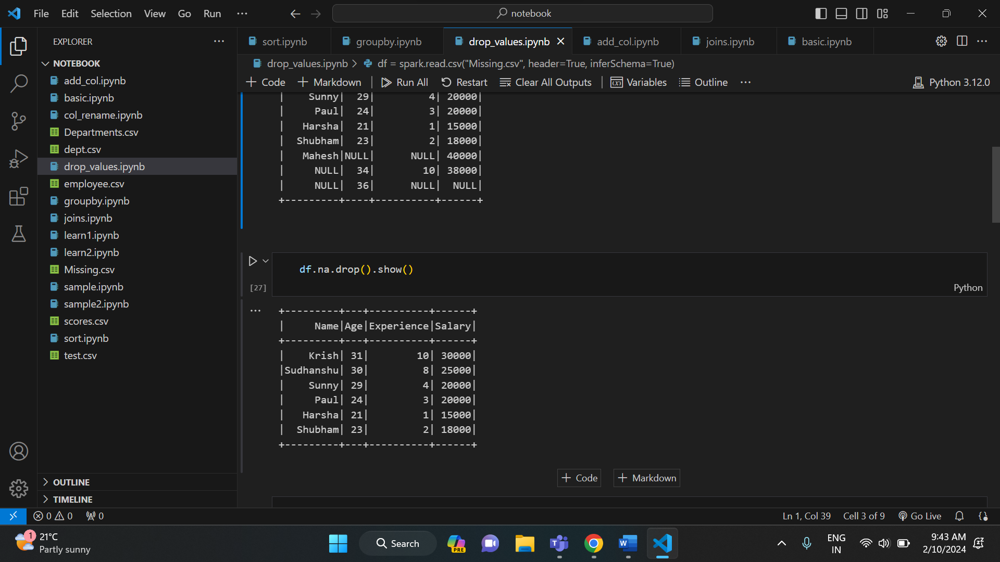 File Edit Selection View Go Run ··· notebook
EXPLORER ···
NOTEBOOK
add_col.ipynb
basic.ipynb
col_rename.ipynb
Departments.csv
dept.csv
drop_values.ipynb
employee.csv
groupby.ipynb
joins.ipynb
learn1.ipynb
learn2.ipynb
Missing.csv
sample.ipynb
sample2.ipynb
scores.csv
sort.ipynb
test.csv
OUTLINE
TIMELINE
sort.ipynb groupby.ipynb drop_values.ipynb add_col.ipynb joins.ipynb basic.ipynb ···
drop_values.ipynb > df = spark.read.csv("Missing.csv", header=True, inferSchema=True)
+ Code + Markdown | Run All Restart Clear All Outputs | Variables Outline ··· Python 3.12.0
|    Sunny|  29|         4| 20000|
|     Paul|  24|         3| 20000|
|   Harsha|  21|         1| 15000|
|  Shubham|  23|         2| 18000|
|   Mahesh|NULL|      NULL| 40000|
|     NULL|  34|        10| 38000|
|     NULL|  36|      NULL|  NULL|
+---------+----+----------+------+
df.na.drop().show()
[27]
Python
···
+---------+---+----------+------+
|     Name|Age|Experience|Salary|
+---------+---+----------+------+
|    Krish| 31|        10| 30000|
|Sudhanshu| 30|         8| 25000|
|    Sunny| 29|         4| 20000|
|     Paul| 24|         3| 20000|
|   Harsha| 21|         1| 15000|
|  Shubham| 23|         2| 18000|
+---------+---+----------+------+
+ Code + Markdown
0 0 0 Ln 1, Col 39 Cell 3 of 9 Go Live
1 21°C
Partly sunny
Search
PRE
ENG
IN
9:43 AM
2/10/2024